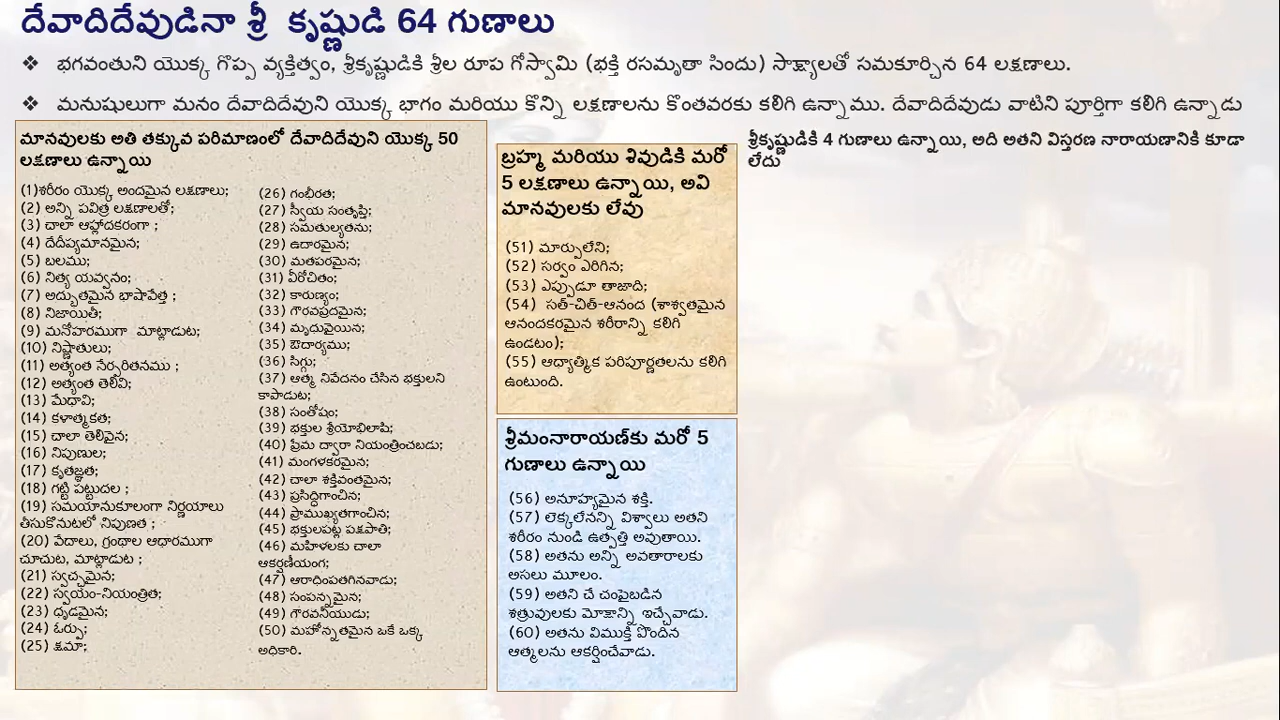 దేవాదిదేవుడినా శ్రీ కృష్ణుడి 64 గుణాలు
❖ భగవంతుని యొక్క గొప్ప వ్యక్తిత్వం, శ్రీకృష్ణుడికి శ్రీల రూప గోస్వామి (భక్తి రసమృతా సిందు) సాక్ష్యాలతో సమకూర్చిన 64 లక్షణాలు.
❖ మనుషులుగా మనం దేవాదిదేవుని యొక్క భాగం మరియు కొన్ని లక్షణాలను కొంతవరకు కలిగి ఉన్నాము. దేవాదిదేవుడు వాటిని పూర్తిగా కలిగి ఉన్నాడు
మానవులకు అతి తక్కువ పరిమాణంలో దేవాదిదేవుని యొక్క 50
లక్షణాలు ఉన్నాయి
(1)శరీరం యొక్క అందమైన లక్షణాలు;
(2) అన్ని పవిత్ర లక్షణాలతో;
(3) చాలా ఆహ్లాదకరంగా ;
(4) దేదీప్యమానమైన;
(5) బలము;
(6) నిత్య యవ్వనం;
(7) అద్భుతమైన భాషావేత్త ;
(8) నిజాయితీ;
(9) మనోహరముగా మాట్లాడుట;
(10) నిష్ణాతులు;
(11) అత్యంత నేర్పరితనము ;
(12) అత్యంత తెలివి;
(13) మేధావి;
(14) కళాత్మకత;
(15) చాలా తెలివైన;
(16) నిపుణుల;
(17) కృతజ్ఞత;
(18) గట్టి పట్టుదల ;
(19) సమయానుకూలంగా నిర్ణయాలు
తీసుకొనుటలో నిపుణత ;
(20) వేదాలు, గ్రంథాల ఆధారముగా
చూచుట, మాట్లాడుట ;
(21) స్వచ్ఛమైన;
(22) స్వయం-నియంత్రిత;
(23) ధృడమైన;
(24) ఓర్పు;
(25) క్షమా;
(26) గంభీరత;
(27) స్వీయ సంతృప్తి;
(28) సమతుల్యతను;
(29) ఉదారమైన;
(30) మతపరమైన;
(31) వీరోచితం;
(32) కారుణ్యం;
(33) గౌరవప్రదమైన;
(34) మృదువైయిన;
(35) ఔదార్యము;
(36) సిగ్గు;
(37) ఆత్మ నివేదనం చేసిన భక్తులని
కాపాడుట;
(38) సంతోషం;
(39) భక్తుల శ్రేయోభిలాషి;
(40) ప్రేమ ద్వారా నియంత్రించబడు;
(41) మంగళకరమైన;
(42) చాలా శక్తివంతమైన;
(43) ప్రసిద్ధిగాంచిన;
(44) ప్రాముఖ్యతగాంచిన;
(45) భక్తులపట్ల పక్షపాతి;
(46) మహిళలకు చాలా
ఆకర్షణీయంగ;
(47) ఆరాధింపతగినవాడు;
(48) సంపన్నమైన;
(49) గౌరవనీయుడు;
(50) మహోన్నతమైన ఒకే ఒక్క
అధికారి.
బ్రహ్మ మరియు శివుడికి మరో
5 లక్షణాలు ఉన్నాయి, అవి
మానవులకు లేవు
(51) మార్పులేని;
(52) సర్వం ఎరిగిన;
(53) ఎప్పుడూ తాజాది;
(54) సత్-చిత్-ఆనంద (శాశ్వతమైన
ఆనందకరమైన శరీరాన్ని కలిగి
ఉండటం);
(55) ఆధ్యాత్మిక పరిపూర్ణతలను కలిగి
ఉంటుంది.
శ్రీమంనారాయణ్‌కు మరో 5
గుణాలు ఉన్నాయి
(56) అనూహ్యమైన శక్తి.
(57) లెక్కలేనన్ని విశ్వాలు అతని
శరీరం నుండి ఉత్పత్తి అవుతాయి.
(58) అతను అన్ని అవతారాలకు
అసలు మూలం.
(59) అతని చే చంపైబడిన
శత్రువులకు మోక్షాన్ని ఇచ్చేవాడు.
(60) అతను విముక్తి పొందిన
ఆత్మలను ఆకర్షించేవాడు.
శ్రీకృష్ణుడికి 4 గుణాలు ఉన్నాయి, అది అతని విస్తరణ నారాయణానికి కూడా
లేదు